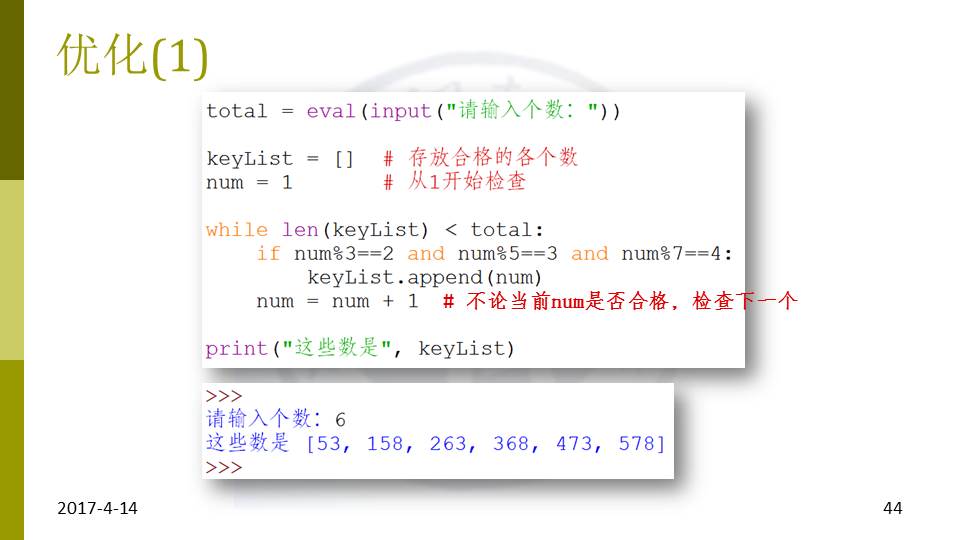 优化(1)
total = eval(input("请输入个数: "))
keyList = []  # 存放合格的各个数
num = 1       # 从1开始检查
while len(keyList) < total:
    if num%3==2 and num%5==3 and num%7==4:
        keyList.append(num)
    num = num + 1  # 不论当前num是否合格，检查下一个
print("这些数是", keyList)
>>>
请输入个数: 6
这些数是 [53, 158, 263, 368, 473, 578]
>>>
2017-4-14
44